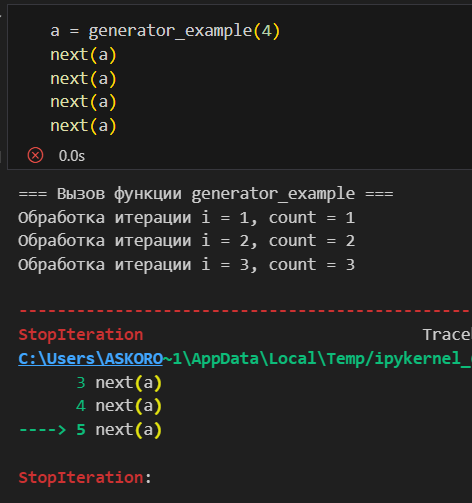 a = generator_example(4)
next(a)
next(a)
next(a)
next(a)
0.0s
=== Вызов функции generator_example ===
Обработка итерации i = 1, count = 1
Обработка итерации i = 2, count = 2
Обработка итерации i = 3, count = 3
StopIteration Trace
C:\Users\ASKORO~1\AppData\Local\Temp/ipykernel_
3 next(a)
4 next(a)
----> 5 next(a)
StopIteration: